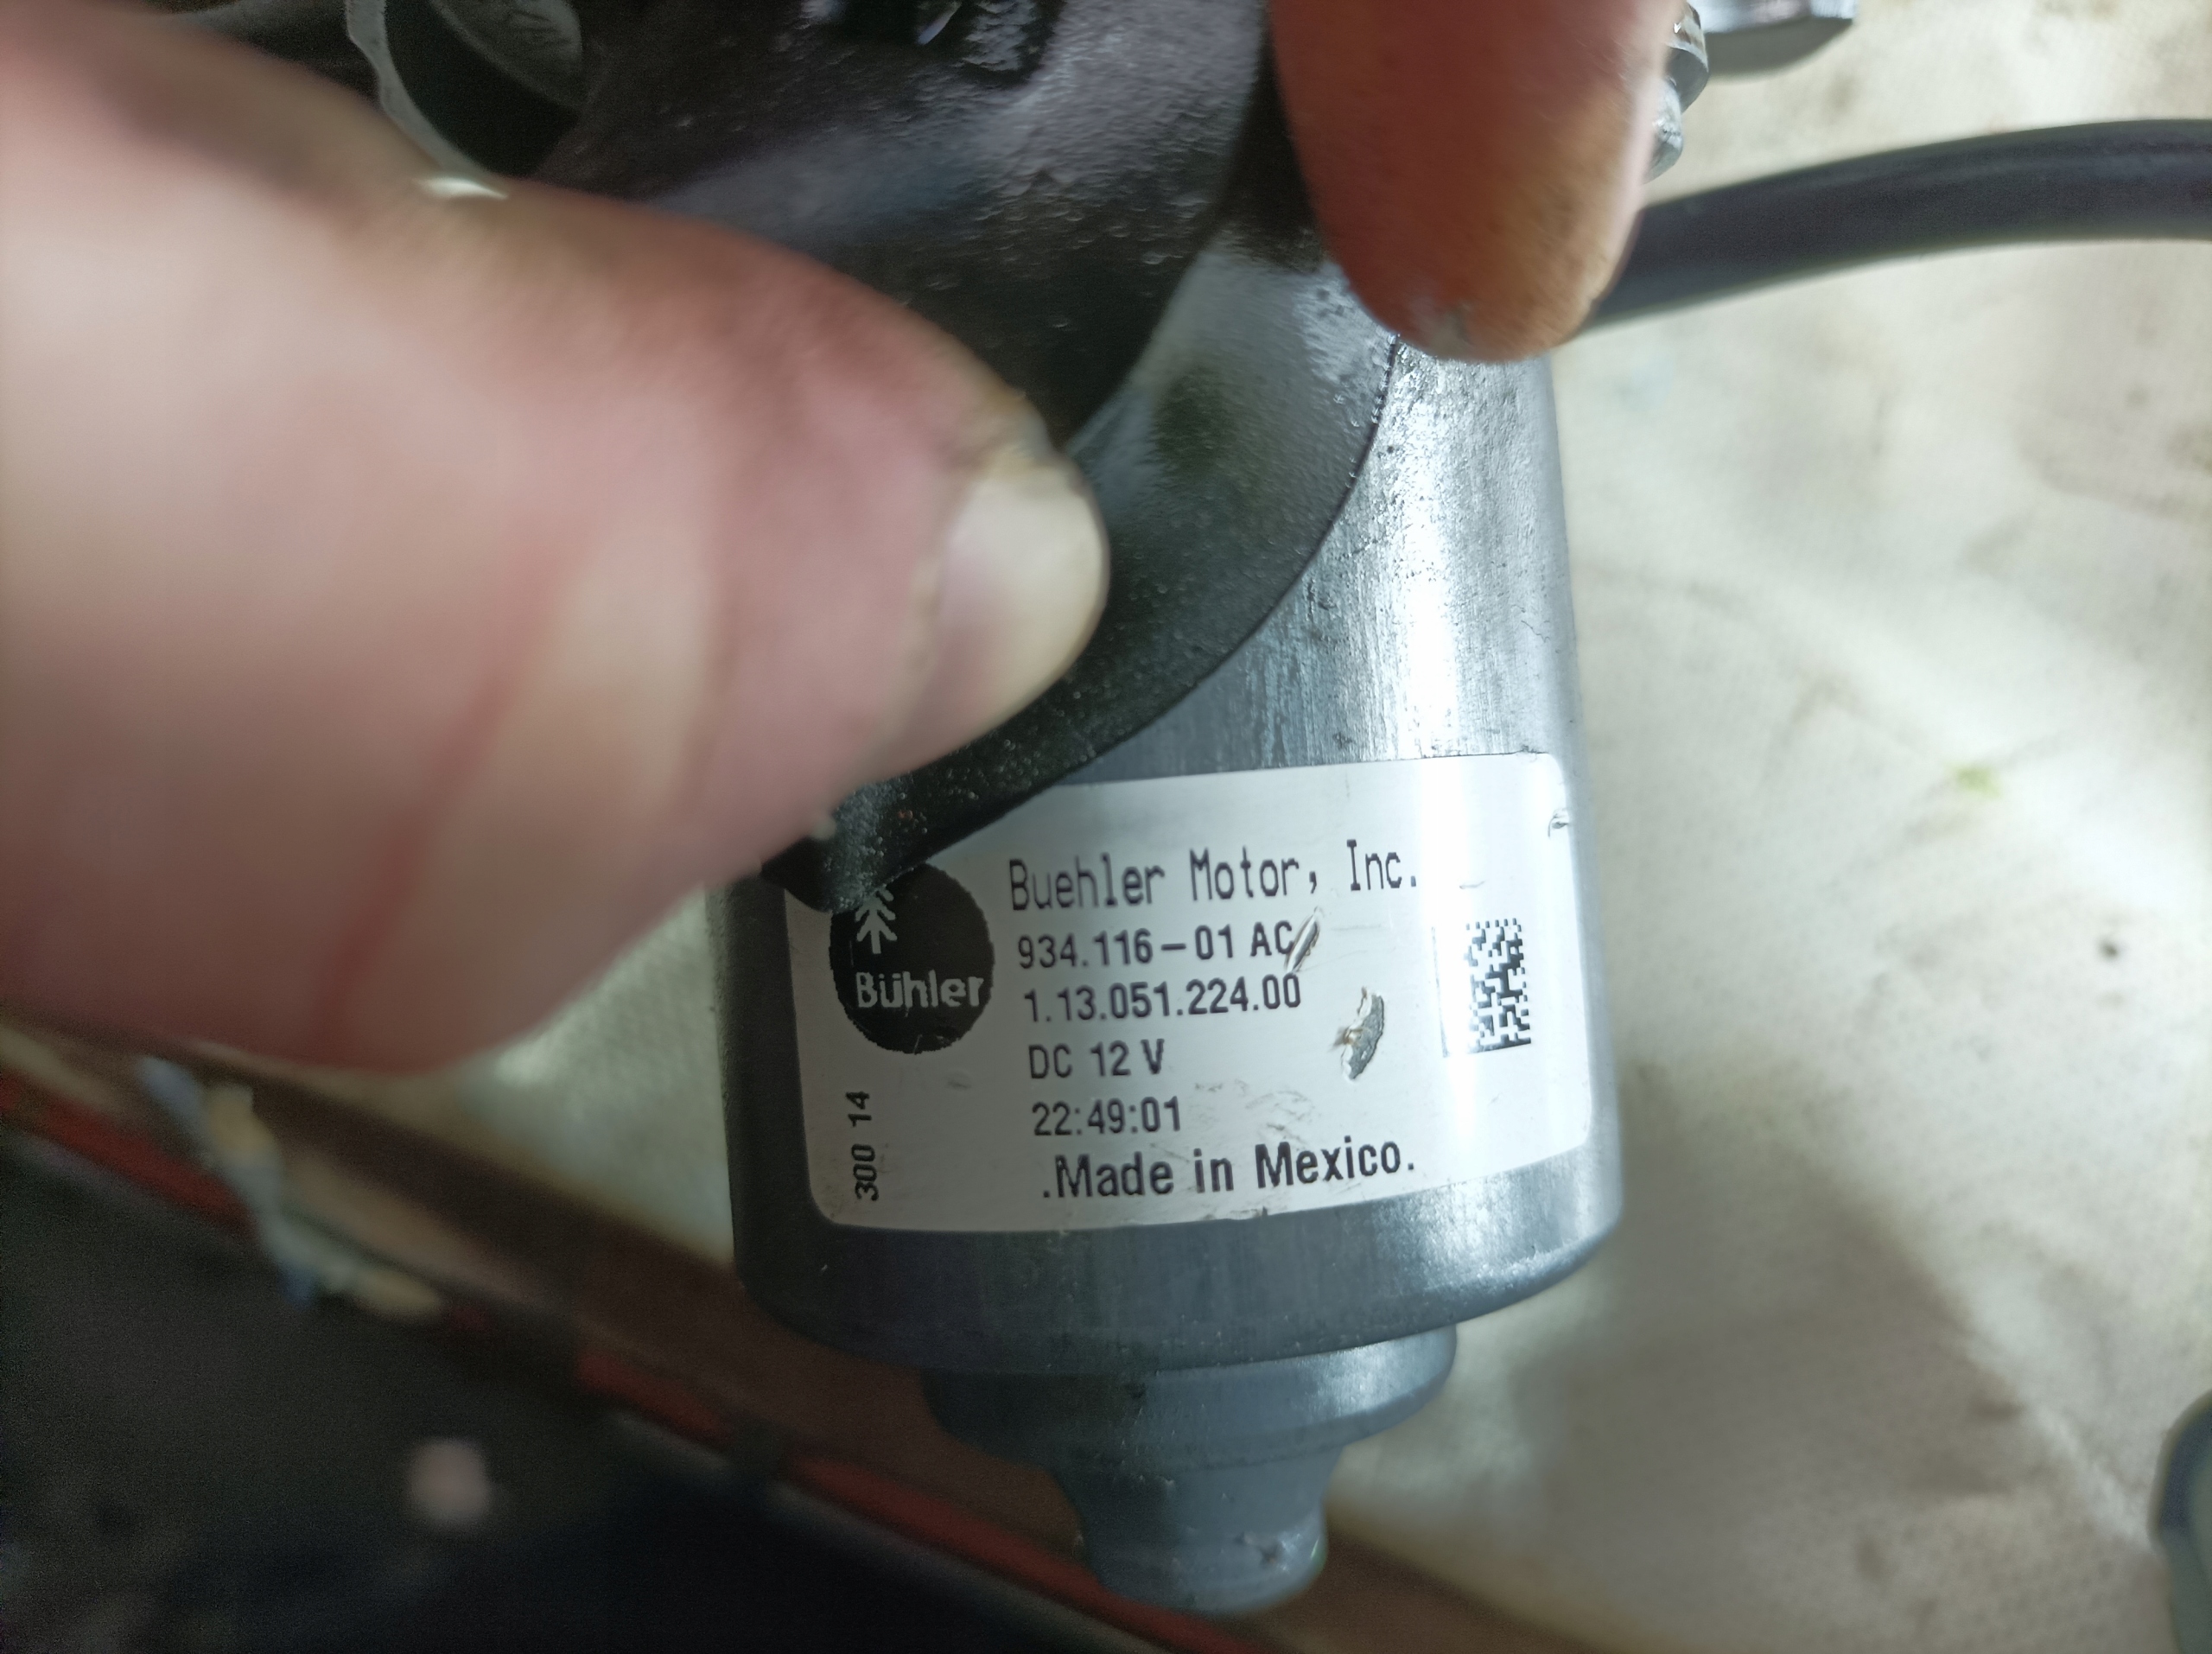 Buehler Motor, Inc.
934.116-01 AC
1.13.051.224.00
DC 12 V
22:49:01
.Made in Mexico.
Bühler
300 14